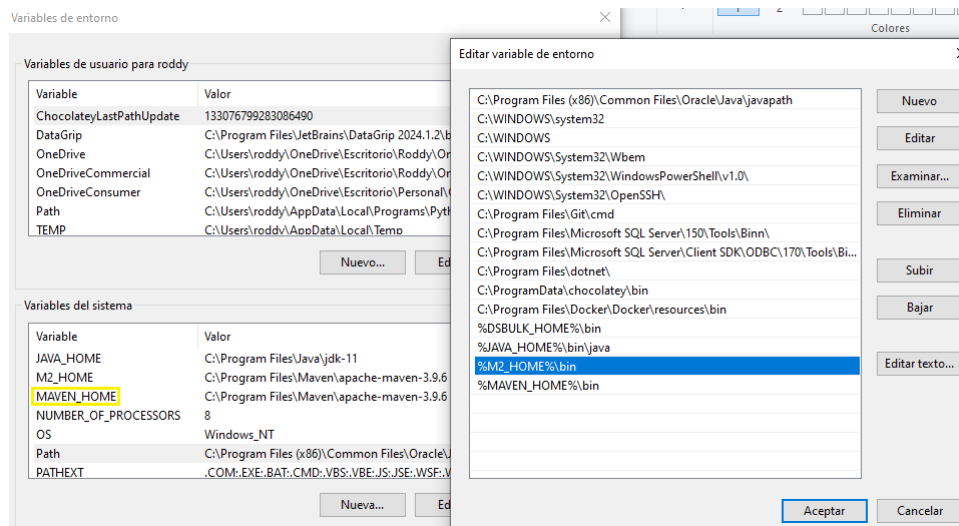 Variables de entorno
Variables de usuario para roddy
Variable Valor
ChocolateyLastPathUpdate 133076799283086490
DataGrip C:\Program Files\JetBrains\DataGrip 2024.1.2\b
OneDrive C:\Users\roddy\OneDrive\Escritorio\Roddy\Or
OneDriveCommercial C:\Users\roddy\OneDrive\Escritorio\Roddy\Or
OneDriveConsumer C:\Users\roddy\OneDrive\Escritorio\Personal\
Path C:\Users\roddy\AppData\Local\Programs\Pyth
TEMP C:\Users\roddy\AppData\Local\Temp
Nuevo... Ed
Variables del sistema
Variable Valor
JAVA_HOME C:\Program Files\Java\jdk-11
M2_HOME C:\Program Files\Maven\apache-maven-3.9.6
MAVEN_HOME C:\Program Files\Maven\apache-maven-3.9.6
NUMBER_OF_PROCESSORS 8
OS Windows_NT
Path C:\Program Files (x86)\Common Files\Oracle\J
PATHEXT .COM;.EXE;.BAT;.CMD;.VBS;.VBE;.JS;.JSE;.WSF;.W
Nueva... Ed
1 2
Colores
Editar variable de entorno
C:\Program Files (x86)\Common Files\Oracle\Java\javapath
C:\WINDOWS\system32
C:\WINDOWS
C:\WINDOWS\System32\Wbem
C:\WINDOWS\System32\WindowsPowerShell\v1.0\
C:\WINDOWS\System32\OpenSSH\
C:\Program Files\Git\cmd
C:\Program Files\Microsoft SQL Server\150\Tools\Binn\
C:\Program Files\Microsoft SQL Server\Client SDK\ODBC\170\Tools\Bi...
C:\Program Files\dotnet\
C:\ProgramData\chocolatey\bin
C:\Program Files\Docker\Docker\resources\bin
%DSBULK_HOME%\bin
%JAVA_HOME%\bin\java
%M2_HOME%\bin
%MAVEN_HOME%\bin
Nuevo
Editar
Examinar...
Eliminar
Subir
Bajar
Editar texto...
Aceptar Cancelar